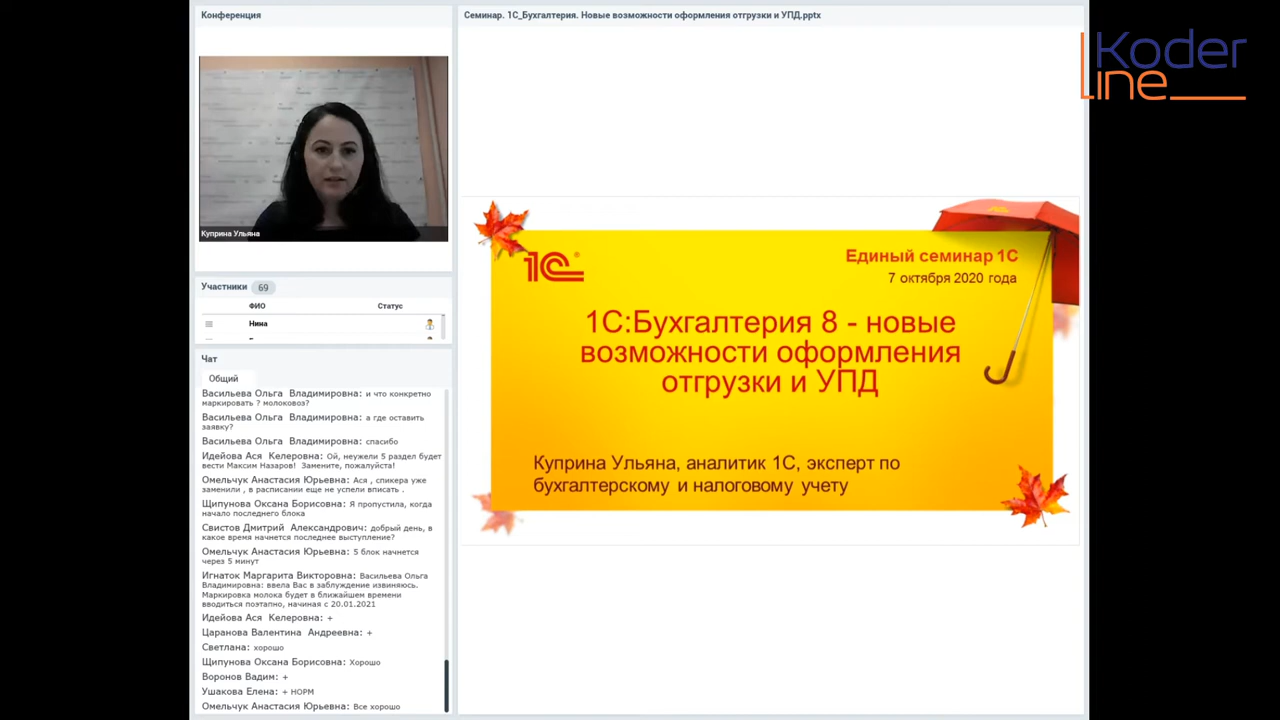 Конференция
Куприна Ульяна
Участники 69
ФИО Статус
Нина
Чат
Общий
Васильева Ольга Владимировна: и что конкретно
маркировать ? молоковоз?
Васильева Ольга Владимировна: а где оставить
заявку?
Васильева Ольга Владимировна: спасибо
Идейова Ася Келеровна: Ой, неужели 5 раздел будет
вести Максим Назаров! Замените, пожалуйста!
Омельчук Анастасия Юрьевна: Ася , спикера уже
заменили , в расписании еще не успели вписать .
Щипунова Оксана Борисовна: Я пропустила, когда
начало последнего блока
Свистов Дмитрий Александрович: добрый день, в
какое время начнется последнее выступление?
Омельчук Анастасия Юрьевна: 5 блок начнется
через 5 минут
Игнаток Маргарита Викторовна: Васильева Ольга
Владимировна: ввела Вас в заблуждение извиняюсь.
Маркировка молока будет в ближайшем времени
вводиться поэтапно, начиная с 20.01.2021
Идейова Ася Келеровна: +
Царанова Валентина Андреевна: +
Светлана: хорошо
Щипунова Оксана Борисовна: Хорошо
Воронов Вадим: +
Ушакова Елена: + НОРМ
Омельчук Анастасия Юрьевна: Все хорошо
Семинар. 1С_Бухгалтерия. Новые возможности оформления отгрузки и УПД.pptx
Koder
Line
1С
Единый семинар 1С
7 октября 2020 года
1С:Бухгалтерия 8 - новые
возможности оформления
отгрузки и УПД
Куприна Ульяна, аналитик 1С, эксперт по
бухгалтерскому и налоговому учету